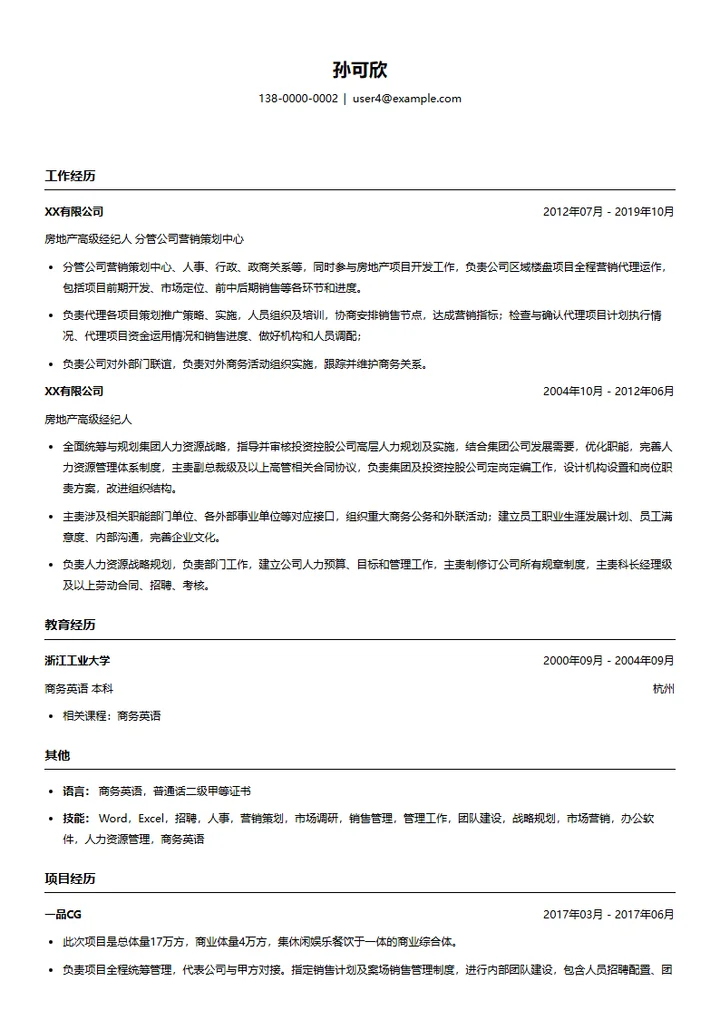 孙可欣
138-0000-0002 | user4@example.com
工作经历
XX有限公司 2012年07月 - 2019年10月
房地产高级经纪人 分管公司营销策划中心
• 分管公司营销策划中心、人事、行政、政商关系等，同时参与房地产项目开发工作，负责公司区域楼盘项目全程营销代理运作，
包括项目前期开发、市场定位、前中后期销售等各环节和进度。
• 负责代理各项目策划推广策略、实施，人员组织及培训，协商安排销售节点，达成营销指标；检查与确认代理项目计划执行情
况、代理项目资金运用情况和销售进度、做好机构和人员调配；
• 负责公司对外部门联谊，负责对外商务活动组织实施，跟踪并维护商务关系。
XX有限公司 2004年10月 - 2012年06月
房地产高级经纪人
• 全面统筹与规划集团人力资源战略，指导并审核投资控股公司高层人力规划及实施，结合集团公司发展需要，优化职能，完善人
力资源管理体系制度，主责副总裁级及以上高管相关合同协议，负责集团及投资控股公司定岗定编工作，设计机构设置和岗位职
责方案，改进组织结构。
• 主责涉及相关职能部门单位、各外部事业单位等对应接口，组织重大商务公务和外联活动；建立员工职业生涯发展计划、员工满
意度、内部沟通，完善企业文化。
• 负责人力资源战略规划，负责部门工作，建立公司人力预算、目标和管理工作，主责制修订公司所有规章制度，主责科长经理级
及以上劳动合同、招聘、考核。
教育经历
浙江工业大学 2000年09月 - 2004年09月
商务英语 本科 杭州
• 相关课程：商务英语
其他
• 语言： 商务英语，普通话二级甲等证书
• 技能： Word，Excel，招聘，人事，营销策划，市场调研，销售管理，管理工作，团队建设，战略规划，市场营销，办公软
件，人力资源管理，商务英语
项目经历
一品CG 2017年03月 - 2017年06月
• 此次项目是总体量17万方，商业体量4万方，集休闲娱乐餐饮于一体的商业综合体。
• 负责项目全程统筹管理，代表公司与甲方对接。指定销售计划及案场销售管理制度，进行内部团队建设，包含人员招聘配置、团